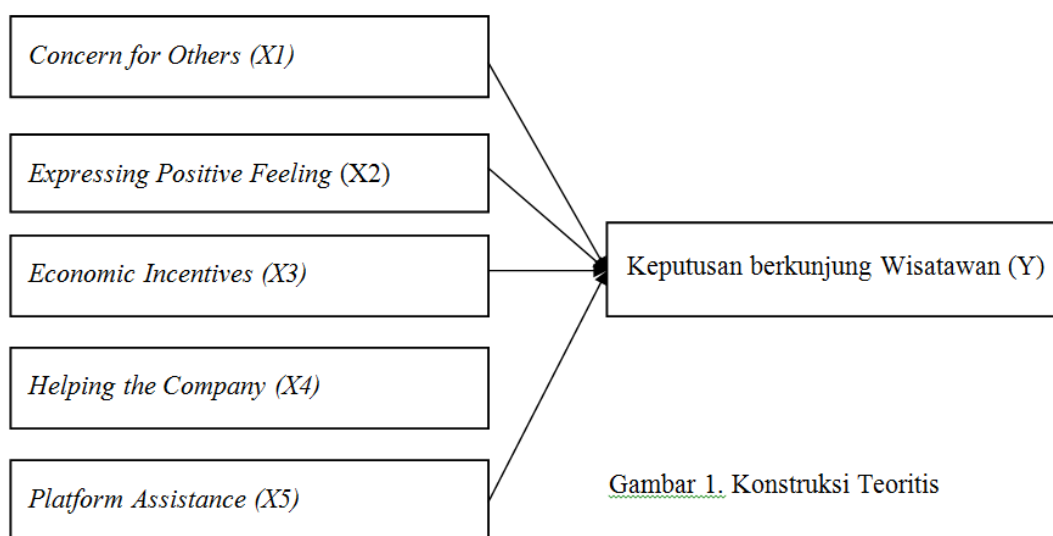 Concern for Others (X1)
Expressing Positive Feeling (X2)
Economic Incentives (X3)
Keputusan berkunjung Wisatawan (Y)
Helping the Company (X4)
Platform Assistance (X5)
Gambar 1. Konstruksi Teoritis